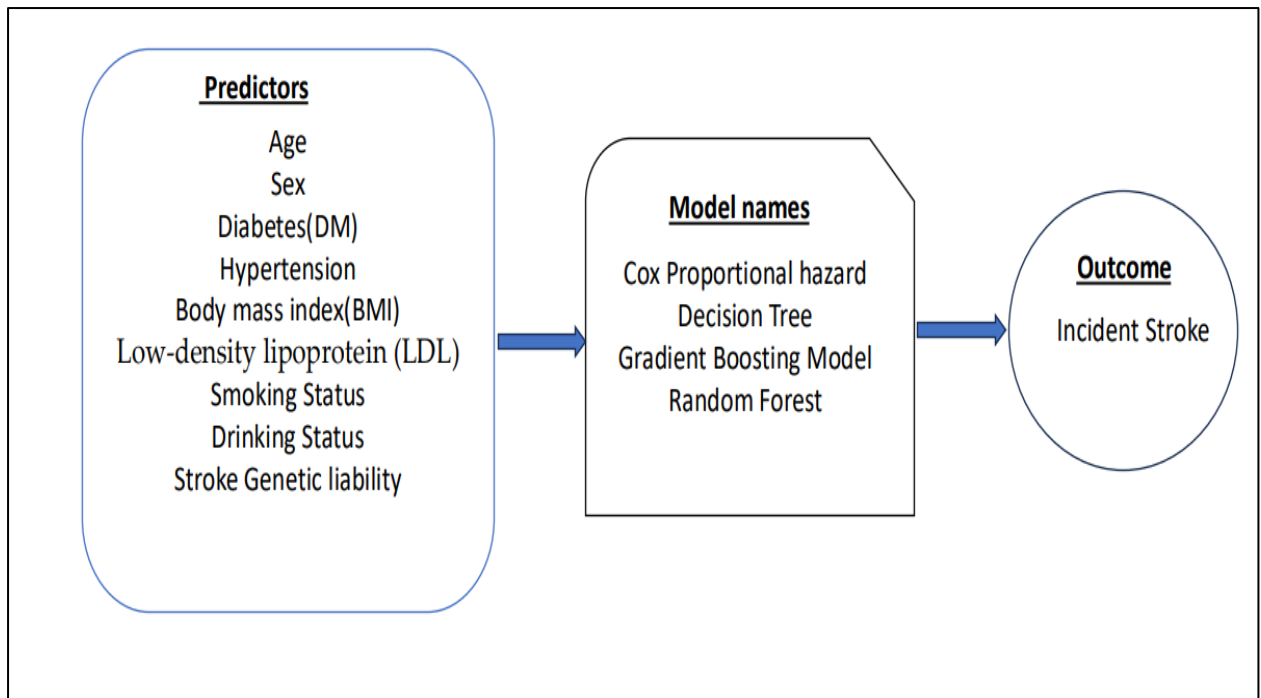 Predictors
Age
Sex
Diabetes(DM)
Hypertension
Body mass index(BMI)
Low-density lipoprotein (LDL)
Smoking Status
Drinking Status
Stroke Genetic liability
Model names
Cox Proportional hazard
Decision Tree
Gradient Boosting Model
Random Forest
Outcome
Incident Stroke